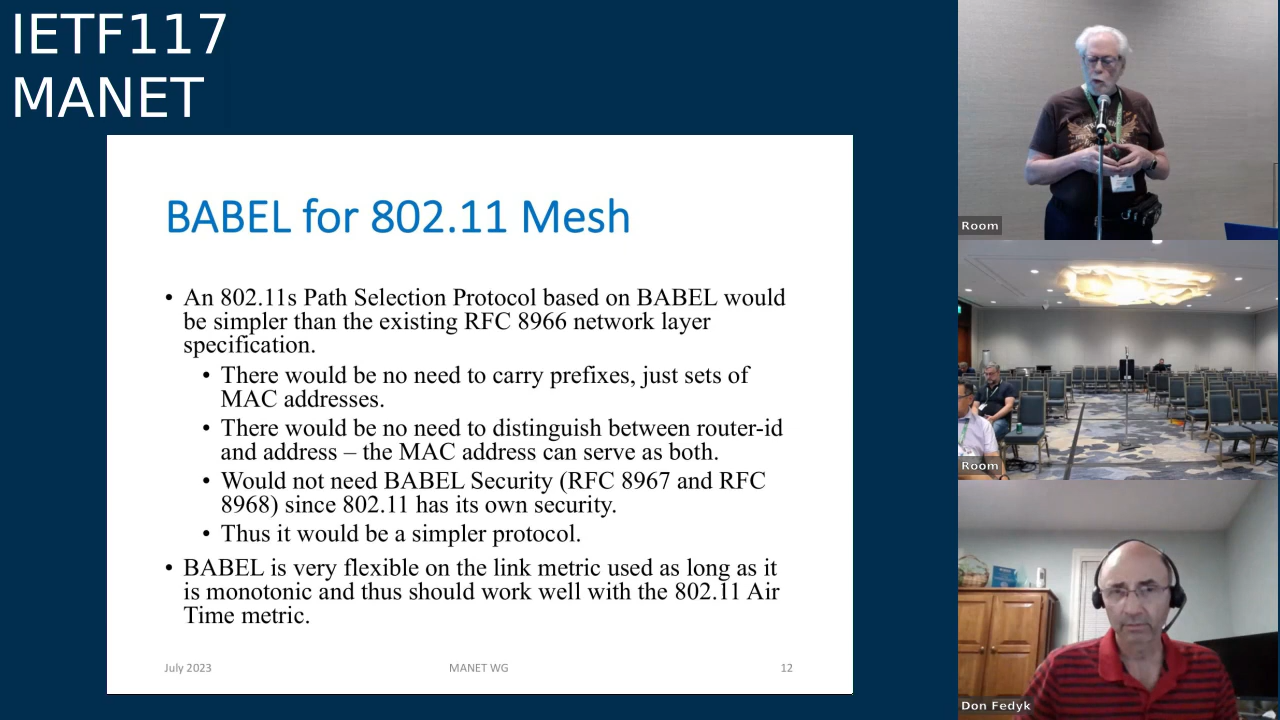 IETF117
MANET
BABEL for 802.11 Mesh
• An 802.11s Path Selection Protocol based on BABEL would
be simpler than the existing RFC 8966 network layer
specification.
• There would be no need to carry prefixes, just sets of
MAC addresses.
• There would be no need to distinguish between router-id
and address – the MAC address can serve as both.
• Would not need BABEL Security (RFC 8967 and RFC
8968) since 802.11 has its own security.
• Thus it would be a simpler protocol.
• BABEL is very flexible on the link metric used as long as it
is monotonic and thus should work well with the 802.11 Air
Time metric.
July 2023
MANET WG
12
Room
Room
Don Fedyk